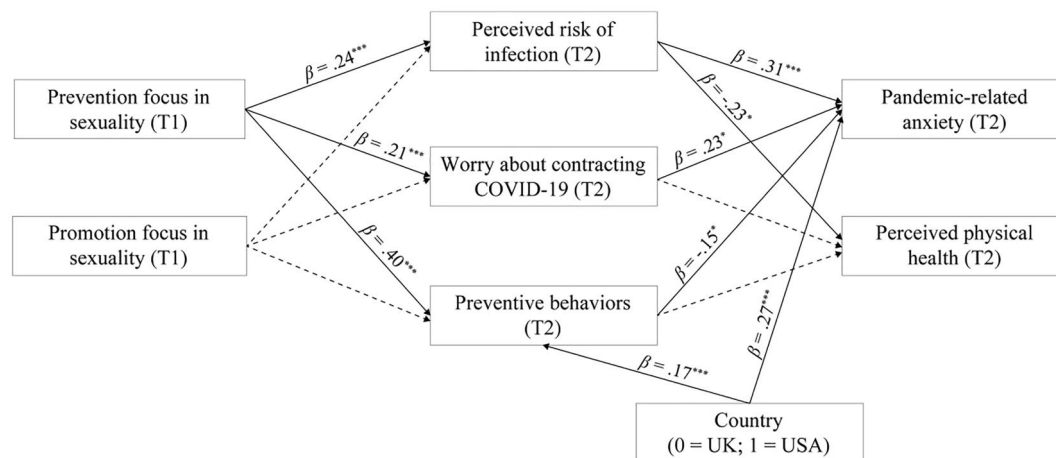 Perceived risk of
infection (T2)
β = .24***
β = .31***
Prevention focus in
sexuality (T1)
Pandemic-related
anxiety (T2)
β = -.23*
β = .21***
Worry about contracting
COVID-19 (T2)
β = .23*
Promotion focus in
sexuality (T1)
β = .40***
β = -.15*
Perceived physical
health (T2)
Preventive behaviors
(T2)
β = .27***
β = .17***
Country
(0 = UK; 1 = USA)